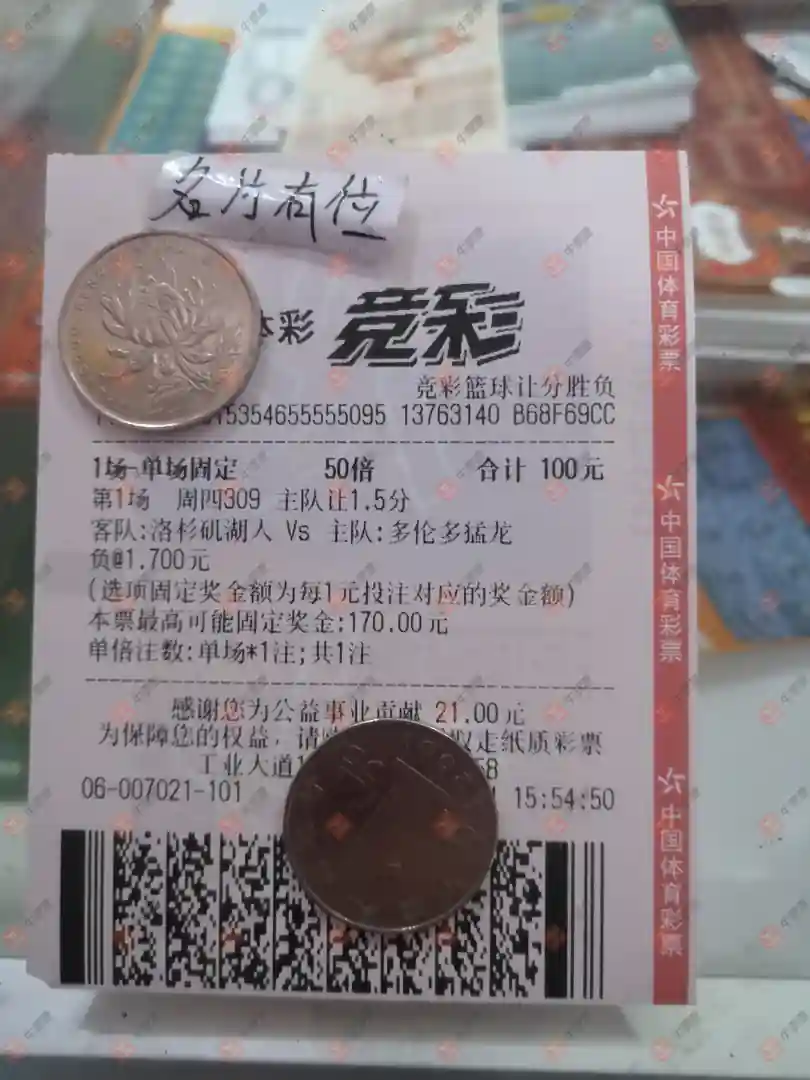 名片有位
体彩 竞彩
竞彩篮球让分胜负
5354655555095 13763140 B68F69CC
1场-单场固定 50倍 合计 100元
第1场 周四309 主队让1.5分
客队:洛杉矶湖人 Vs 主队:多伦多猛龙
负@1.700元
(选项固定奖金额为每1元投注对应的奖金额)
本票最高可能固定奖金:170.00元
单倍注数:单场*1注;共1注
感谢您为公益事业贡献 21.00元
为保障您的权益,请 取走纸质彩票
工业大道
06-007021-101 15:54:50
中国体育彩票
中国体育彩票
中国体育彩票